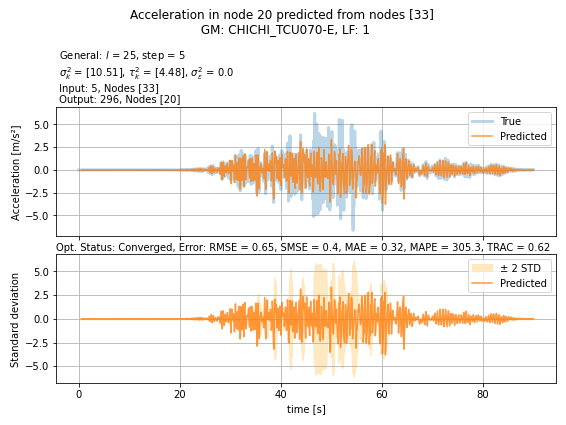 Acceleration in node 20 predicted from nodes [33]
GM: CHICHI_TCU070-E, LF: 1
General: l = 25, step = 5
σ²ₖ = [10.51], τ²ₖ = [4.48], σ²ε = 0.0
Input: 5, Nodes [33]
Output: 296, Nodes [20]
Acceleration [m/s²]
5.0
2.5
0.0
−2.5
−5.0
True
Predicted
Opt. Status: Converged, Error: RMSE = 0.65, SMSE = 0.4, MAE = 0.32, MAPE = 305.3, TRAC = 0.62
Standard deviation
5.0
2.5
0.0
−2.5
−5.0
± 2 STD
Predicted
0 20 40 60 80
time [s]